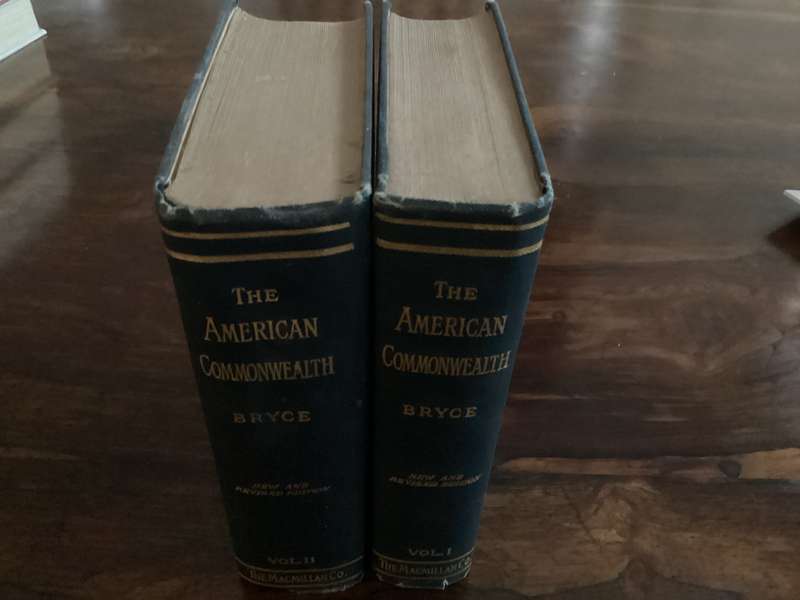 THE
AMERICAN
COMMONWEALTH
BRYCE
NEW AND
REVISED EDITION
VOL. II
THE MACMILLAN CO.
THE
AMERICAN
COMMONWEALTH
BRYCE
NEW AND
REVISED EDITION
VOL. I
THE MACMILLAN CO.